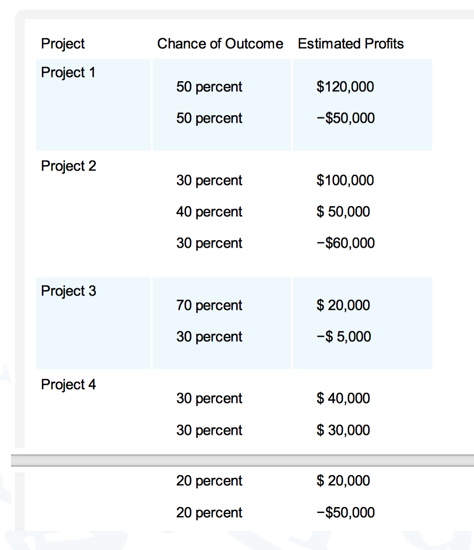 Project Chance of Outcome Estimated Profits
Project 1
50 percent $120,000
50 percent −$50,000
Project 2
30 percent $100,000
40 percent $ 50,000
30 percent −$60,000
Project 3
70 percent $ 20,000
30 percent −$ 5,000
Project 4
30 percent $ 40,000
30 percent $ 30,000
20 percent $ 20,000
20 percent −$50,000